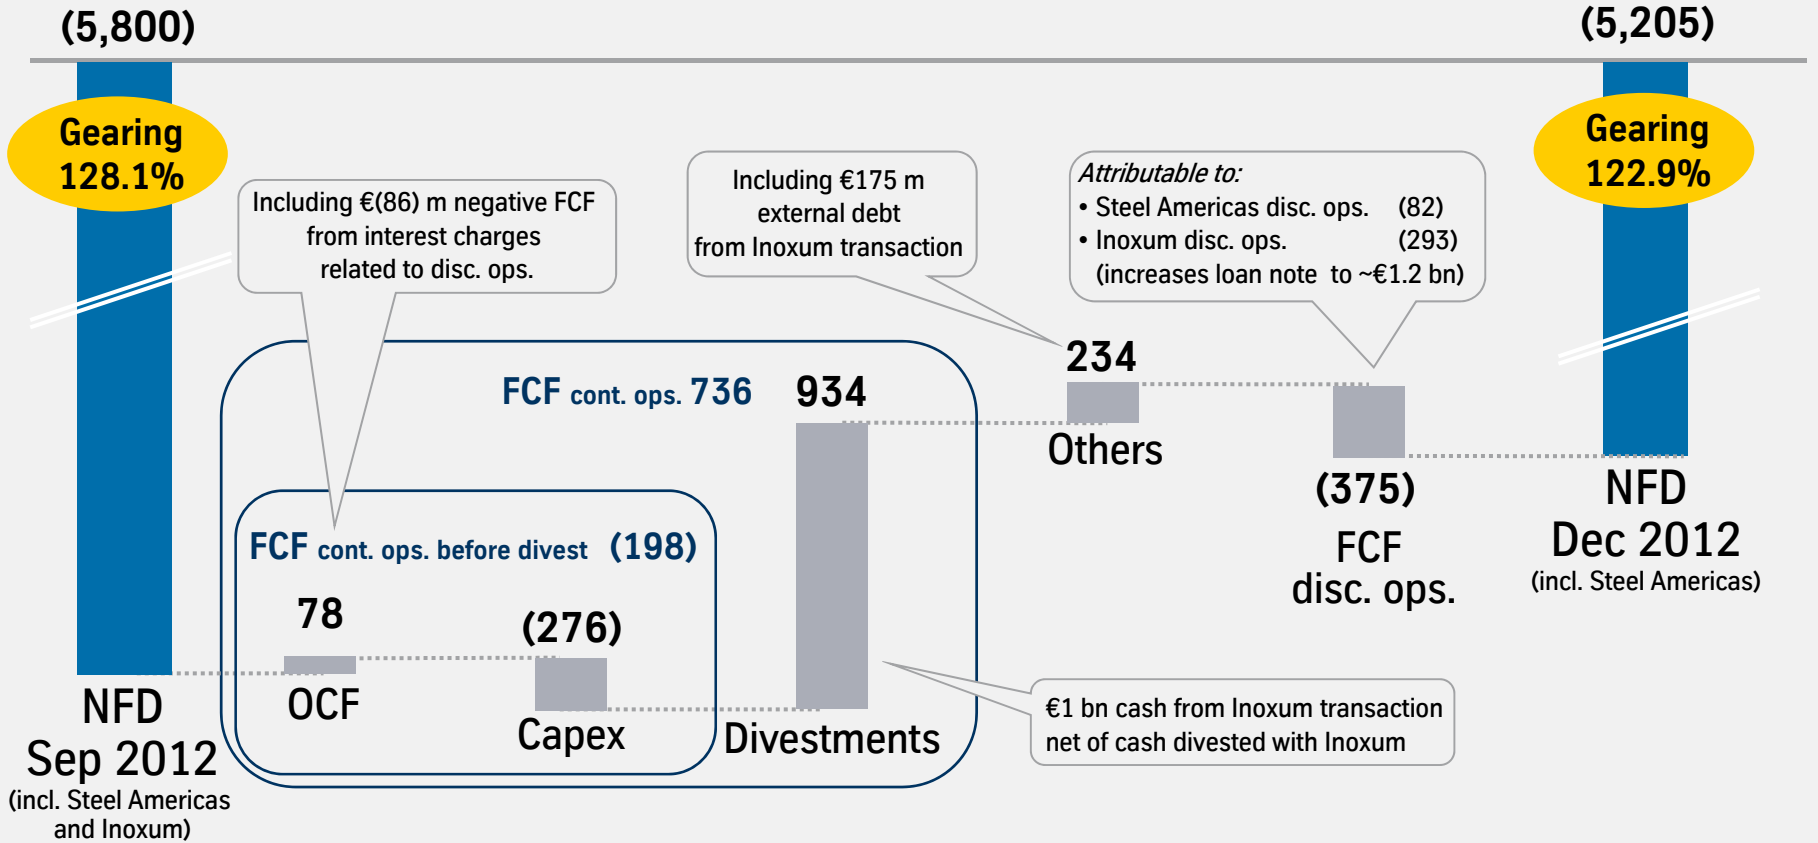 (5,800)
(5,205)
Gearing
128.1%
Gearing
122.9%
Including €(86) m negative FCF
from interest charges
related to disc. ops.
Including €175 m
external debt
from Inoxum transaction
Attributable to:
• Steel Americas disc. ops. (82)
• Inoxum disc. ops. (293)
(increases loan note to ~€1.2 bn)
FCF cont. ops. 736
934
234
Others
(375)
FCF
disc. ops.
FCF cont. ops. before divest (198)
78
(276)
OCF
Capex
Divestments
€1 bn cash from Inoxum transaction
net of cash divested with Inoxum
NFD
Sep 2012
(incl. Steel Americas
and Inoxum)
NFD
Dec 2012
(incl. Steel Americas)